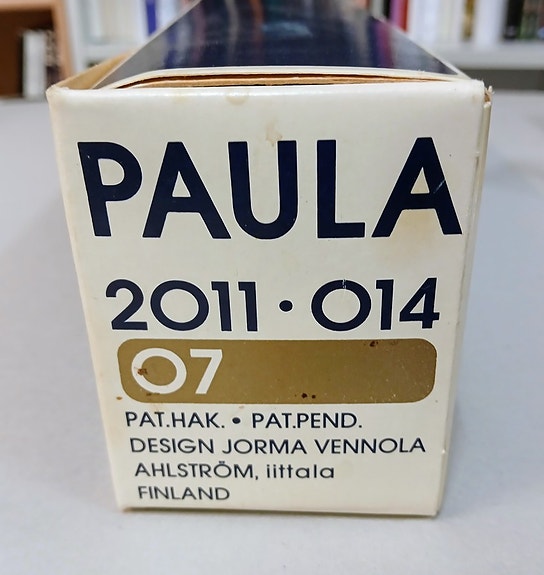 PAULA
2011 · 014
07
PAT.HAK. • PAT.PEND.
DESIGN JORMA VENNOLA
AHLSTRÖM, iittala
FINLAND